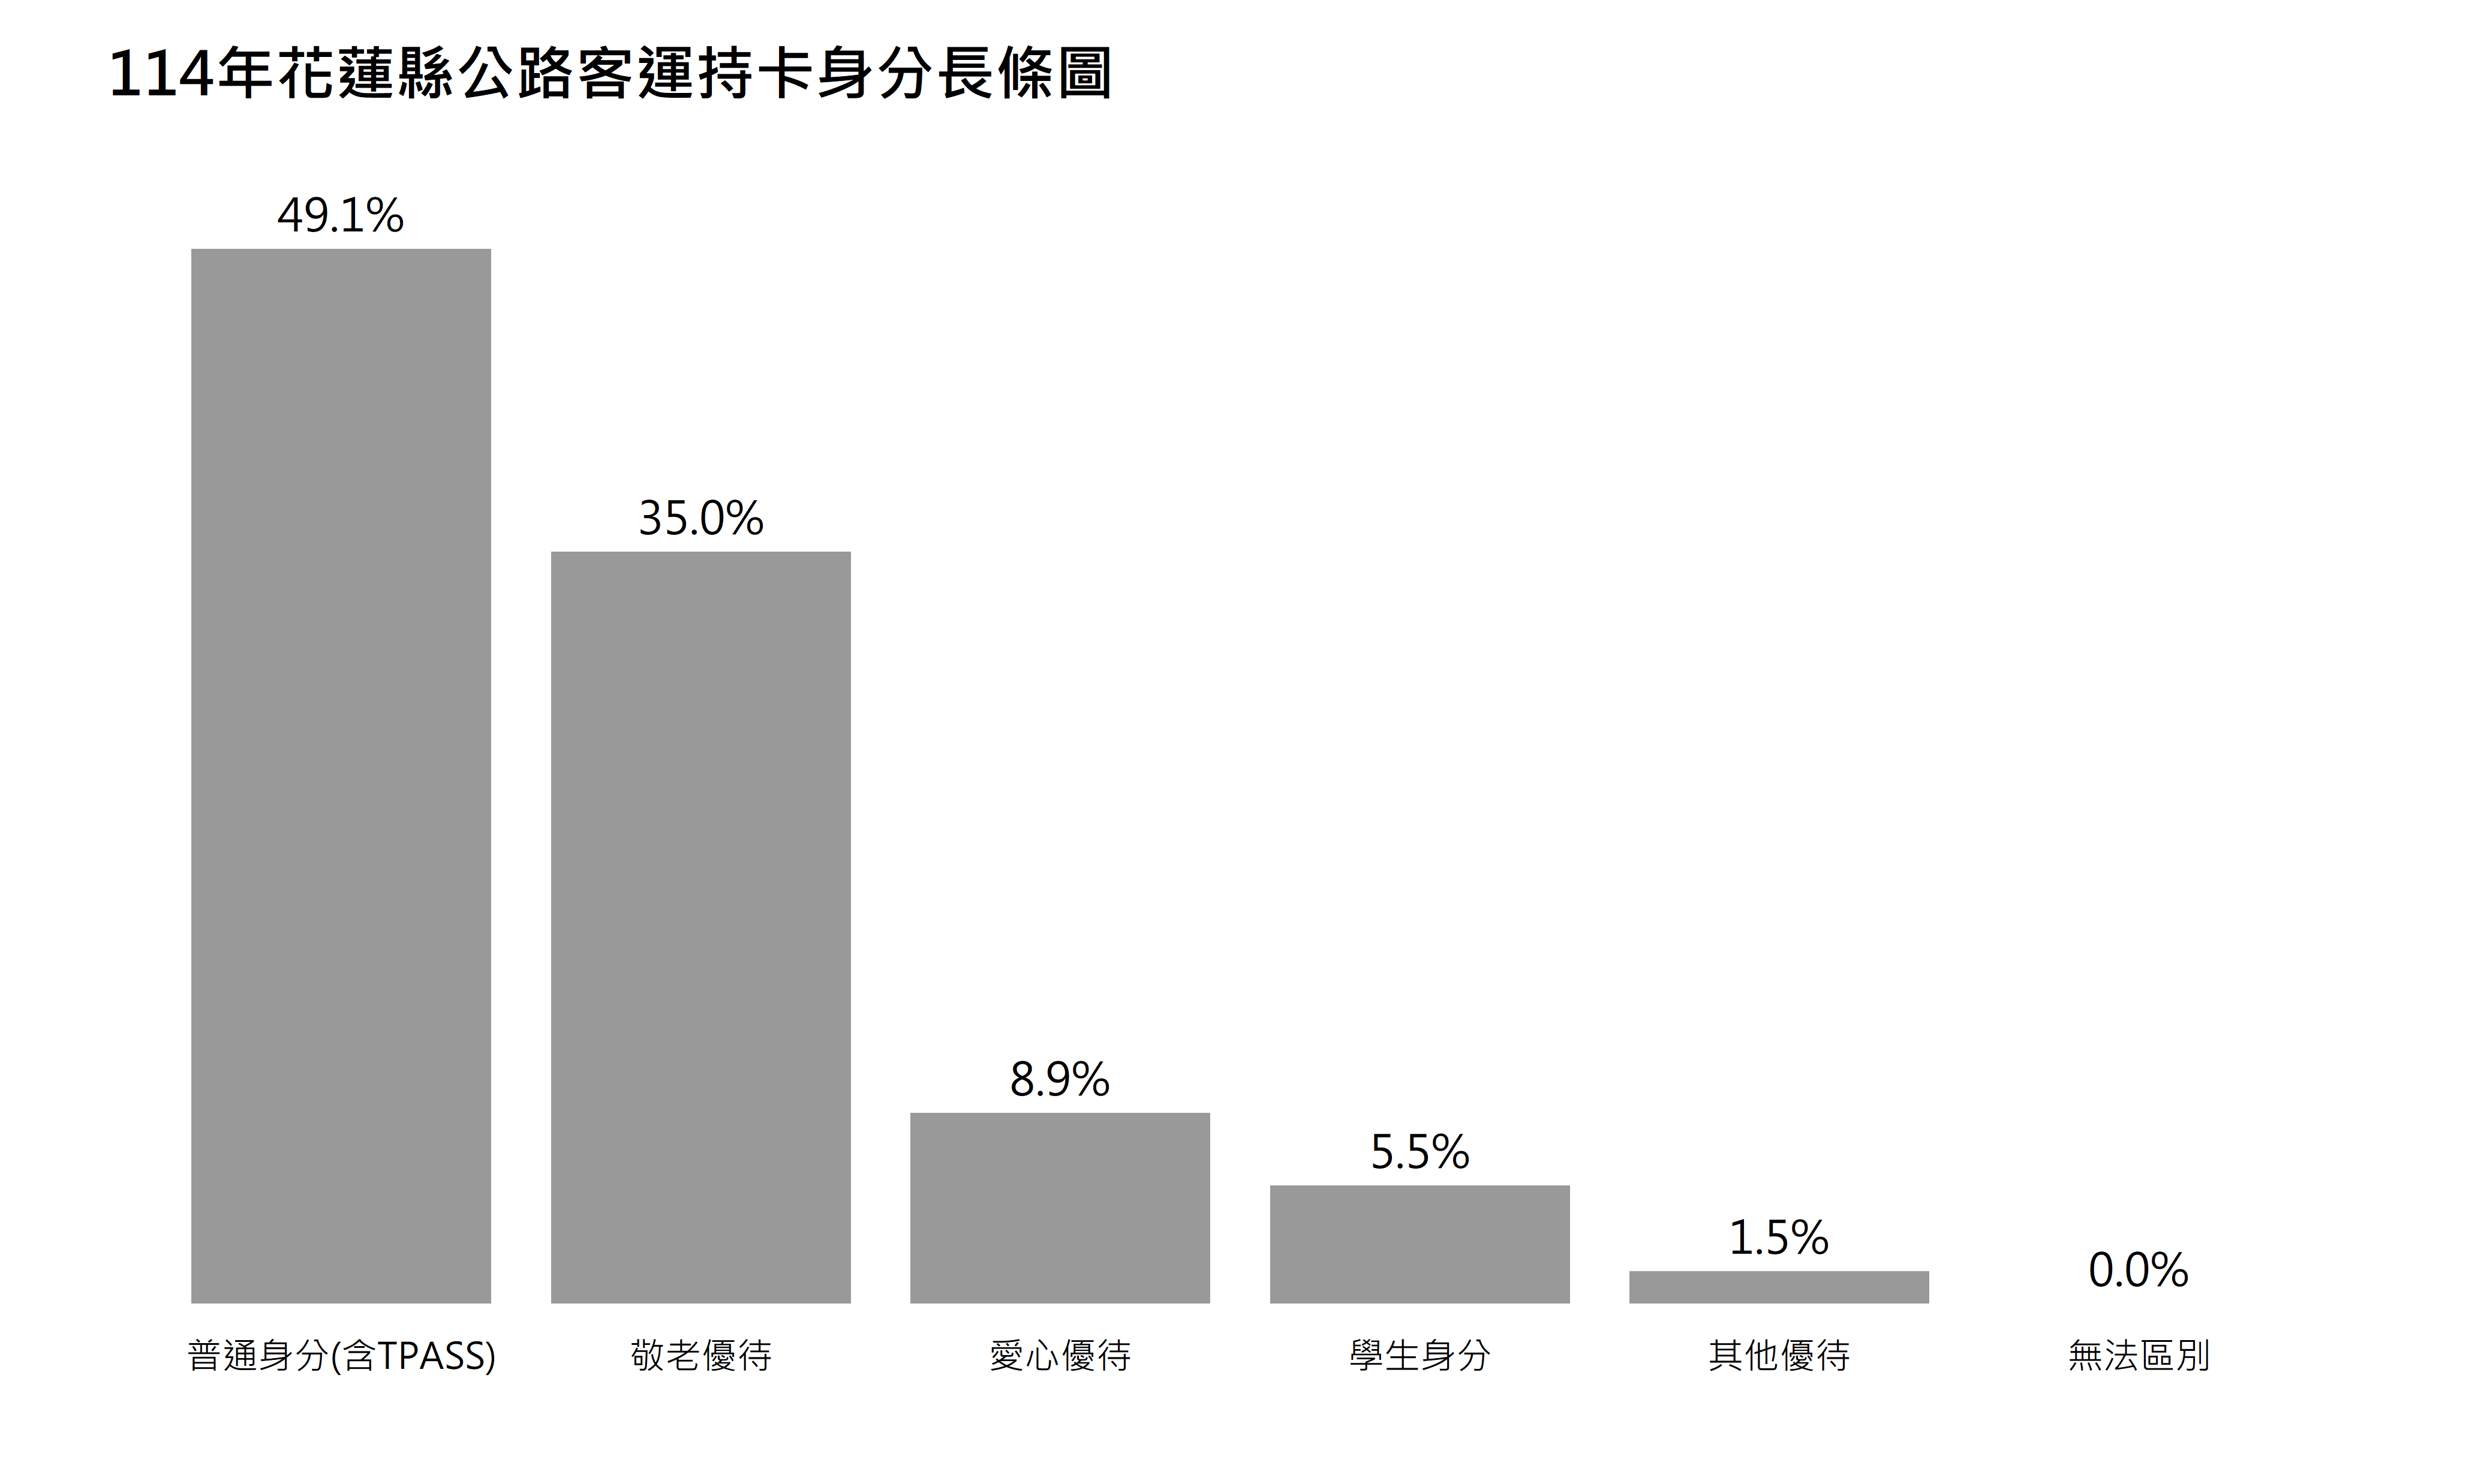 114年花蓮縣公路客運持卡身分長條圖
49.1%
35.0%
8.9%
5.5%
1.5%
0.0%
普通身分(含TPASS)
敬老優待
愛心優待
學生身分
其他優待
無法區別